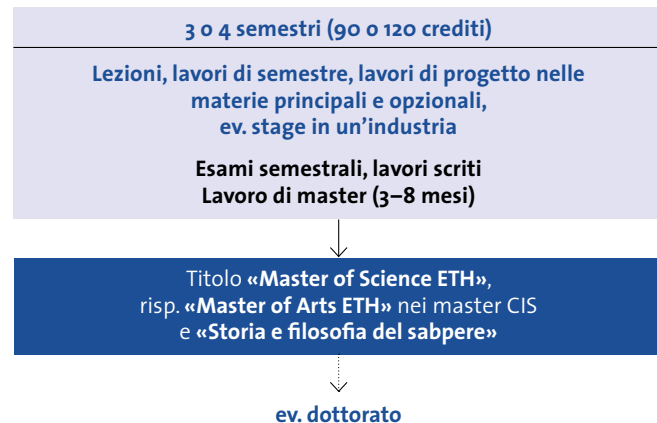 3 o 4 semestri (90 o 120 crediti)
Lezioni, lavori di semestre, lavori di progetto nelle
materie principali e opzionali,
ev. stage in un'industria
Esami semestrali, lavori scriti
Lavoro di master (3–8 mesi)
Titolo «Master of Science ETH»,
risp. «Master of Arts ETH» nei master CIS
e «Storia e filosofia del sabpere»
ev. dottorato